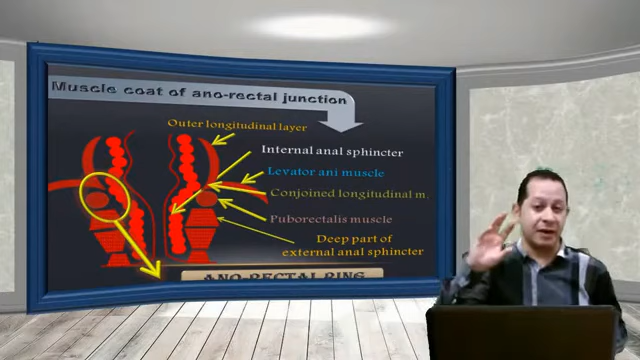 Muscle coat of ano-rectal junction
Outer longitudinal layer
Internal anal sphincter
Levator ani muscle
Conjoined longitudinal m.
Puborectalis muscle
Deep part of
external anal sphincter
ANO-RECTAL RING